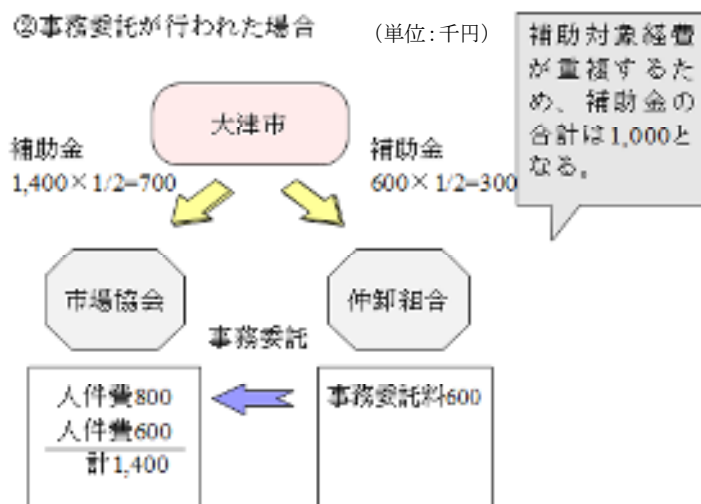 ②事務委託が行われた場合
(単位:千円)
補助対象経費
が重複するた
め、補助金の
合計は1,000と
なる。
大津市
補助金
1,400×1/2=700
補助金
600×1/2=300
市場協会
仲卸組合
事務委託
人件費800
人件費600
計1,400
事務委託料600